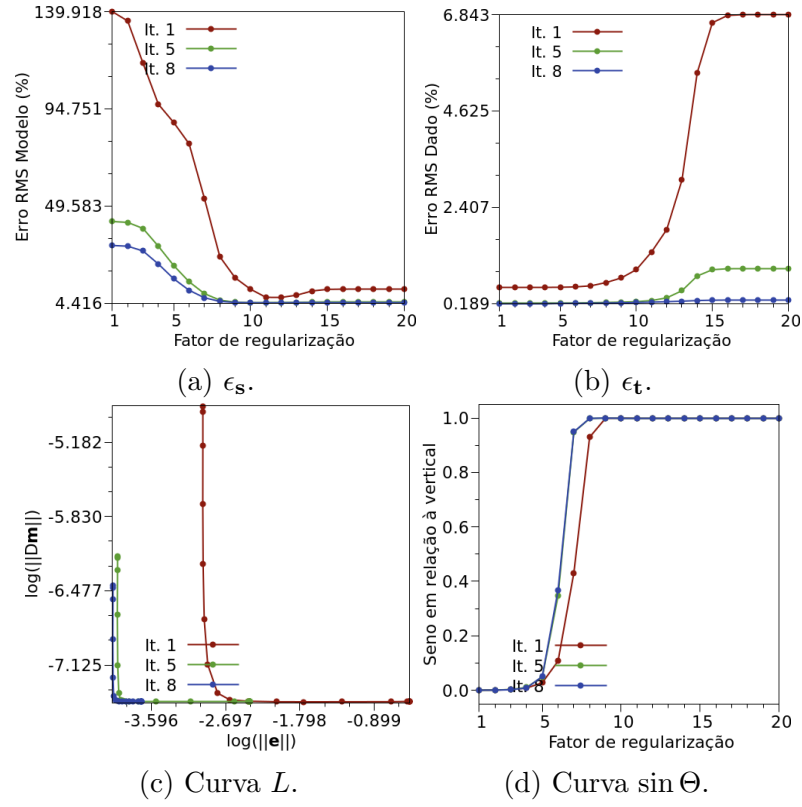 Erro RMS Modelo (%)
139.918
94.751
49.583
4.416
It. 1
It. 5
It. 8
1 5 10 15 20
Fator de regularização
(a) ϵₛ.
Erro RMS Dado (%)
6.843
4.625
2.407
0.189
It. 1
It. 5
It. 8
1 5 10 15 20
Fator de regularização
(b) ϵₜ.
log(||Dm||)
-5.182
-5.830
-6.477
-7.125
It. 1
It. 5
It. 8
-3.596 -2.697 -1.798 -0.899
log(||e||)
(c) Curva L.
Seno em relação à vertical
1.0
0.8
0.6
0.4
0.2
0.0
It. 1
It. 5
It. 8
1 5 10 15 20
Fator de regularização
(d) Curva sin Θ.